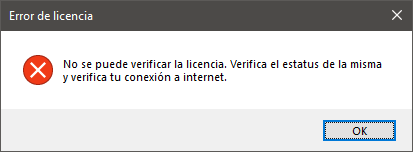 Error de licencia
No se puede verificar la licencia. Verifica el estatus de la misma
y verifica tu conexión a internet.
OK